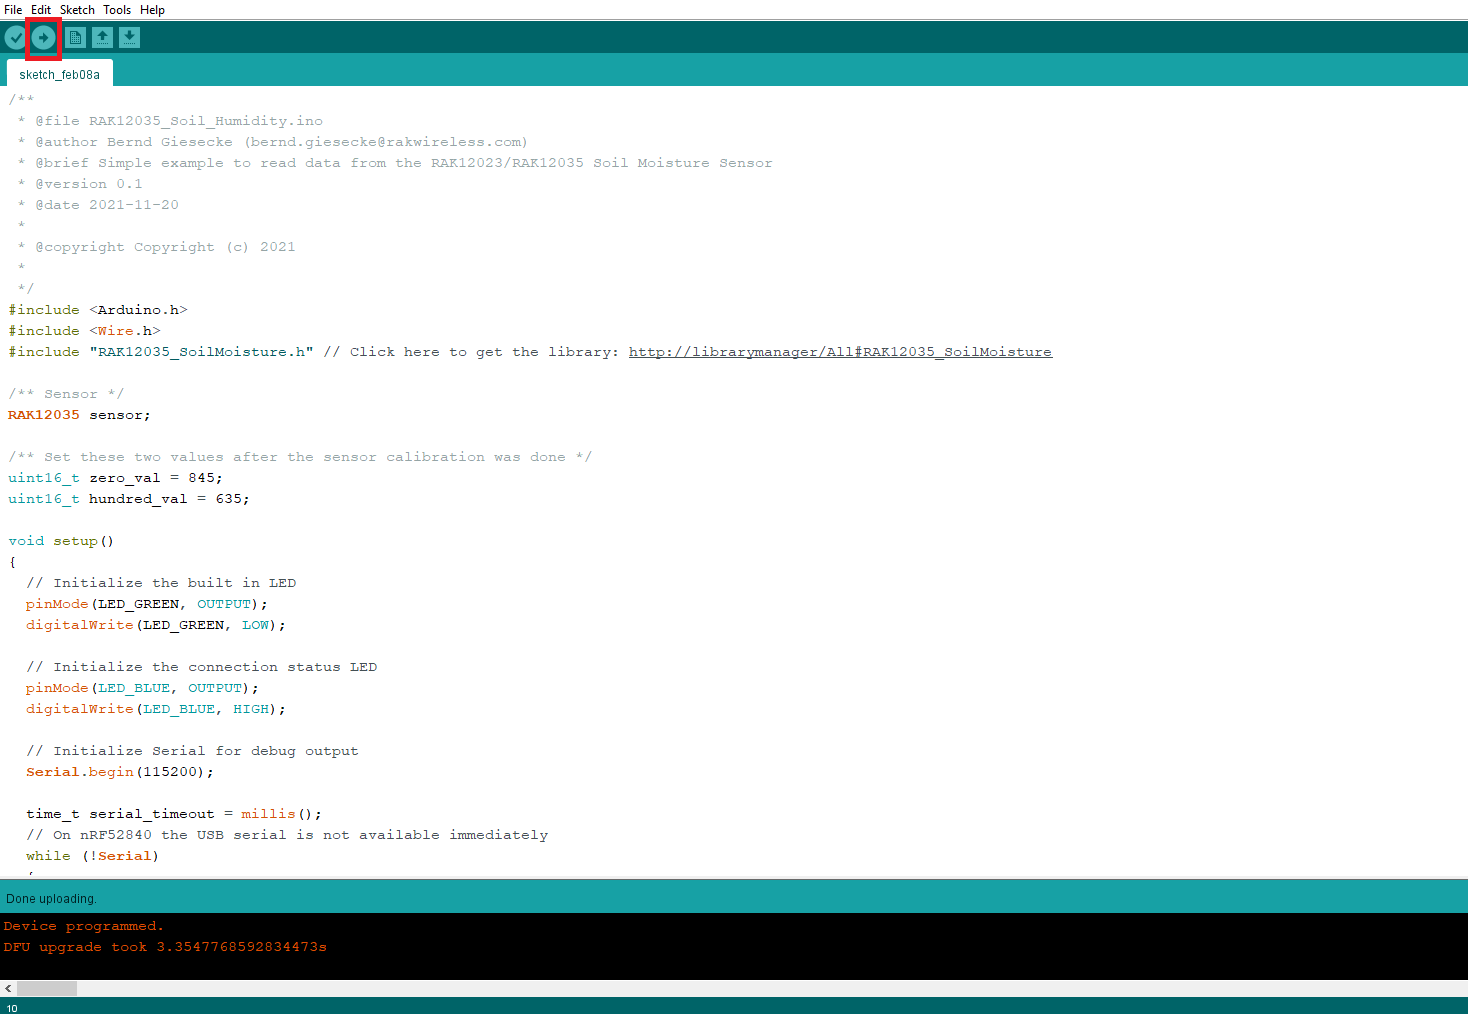 File Edit Sketch Tools Help
sketch_feb08a
/**
 * @file RAK12035_Soil_Humidity.ino
 * @author Bernd Giesecke (bernd.giesecke@rakwireless.com)
 * @brief Simple example to read data from the RAK12023/RAK12035 Soil Moisture Sensor
 * @version 0.1
 * @date 2021-11-20
 *
 * @copyright Copyright (c) 2021
 *
 */
#include <Arduino.h>
#include <Wire.h>
#include "RAK12035_SoilMoisture.h" // Click here to get the library: http://librarymanager/All#RAK12035_SoilMoisture
/** Sensor */
RAK12035 sensor;
/** Set these two values after the sensor calibration was done */
uint16_t zero_val = 845;
uint16_t hundred_val = 635;
void setup()
{
  // Initialize the built in LED
  pinMode(LED_GREEN, OUTPUT);
  digitalWrite(LED_GREEN, LOW);
  // Initialize the connection status LED
  pinMode(LED_BLUE, OUTPUT);
  digitalWrite(LED_BLUE, HIGH);
  // Initialize Serial for debug output
  Serial.begin(115200);
  time_t serial_timeout = millis();
  // On nRF52840 the USB serial is not available immediately
  while (!Serial)
Done uploading.
Device programmed.
DFU upgrade took 3.3547768592834473s
10